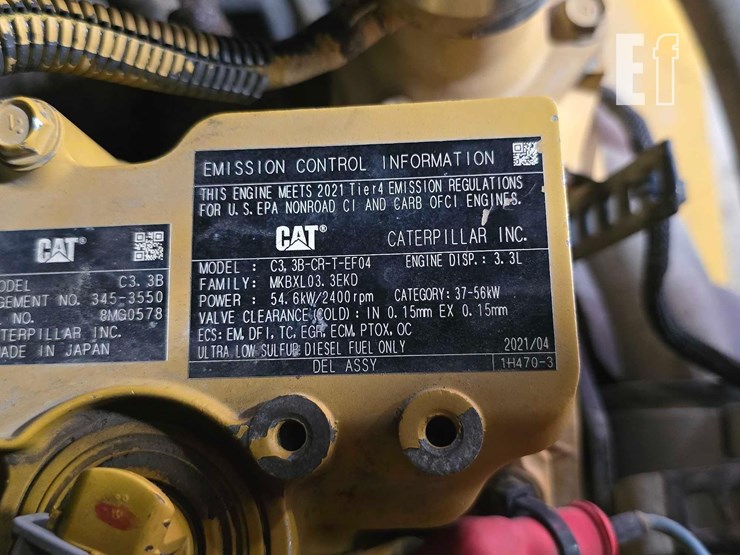 Ef
EMISSION CONTROL INFORMATION
THIS ENGINE MEETS 2021 Tier4 EMISSION REGULATIONS
FOR U.S.EPA NONROAD CI AND CARB OFCI ENGINES.
CAT® CATERPILLAR INC.
MODEL : C3.3B-CR-T-EF04 ENGINE DISP.: 3.3L
FAMILY: MKBXL03.3EKD
POWER : 54.6kW/2400rpm CATEGORY: 37-56kW
VALVE CLEARANCE(COLD): IN 0.15mm EX 0.15mm
ECS: EM, DFI, TC, EGR, ECM, PTOX, OC
ULTRA LOW SULFUR DIESEL FUEL ONLY 2021/04
DEL ASSY 1H470-3
CAT®
ODEL C3.3B
GEMENT NO. 345-3550
NO. 8MG0578
TERPILLAR INC.
ADE IN JAPAN